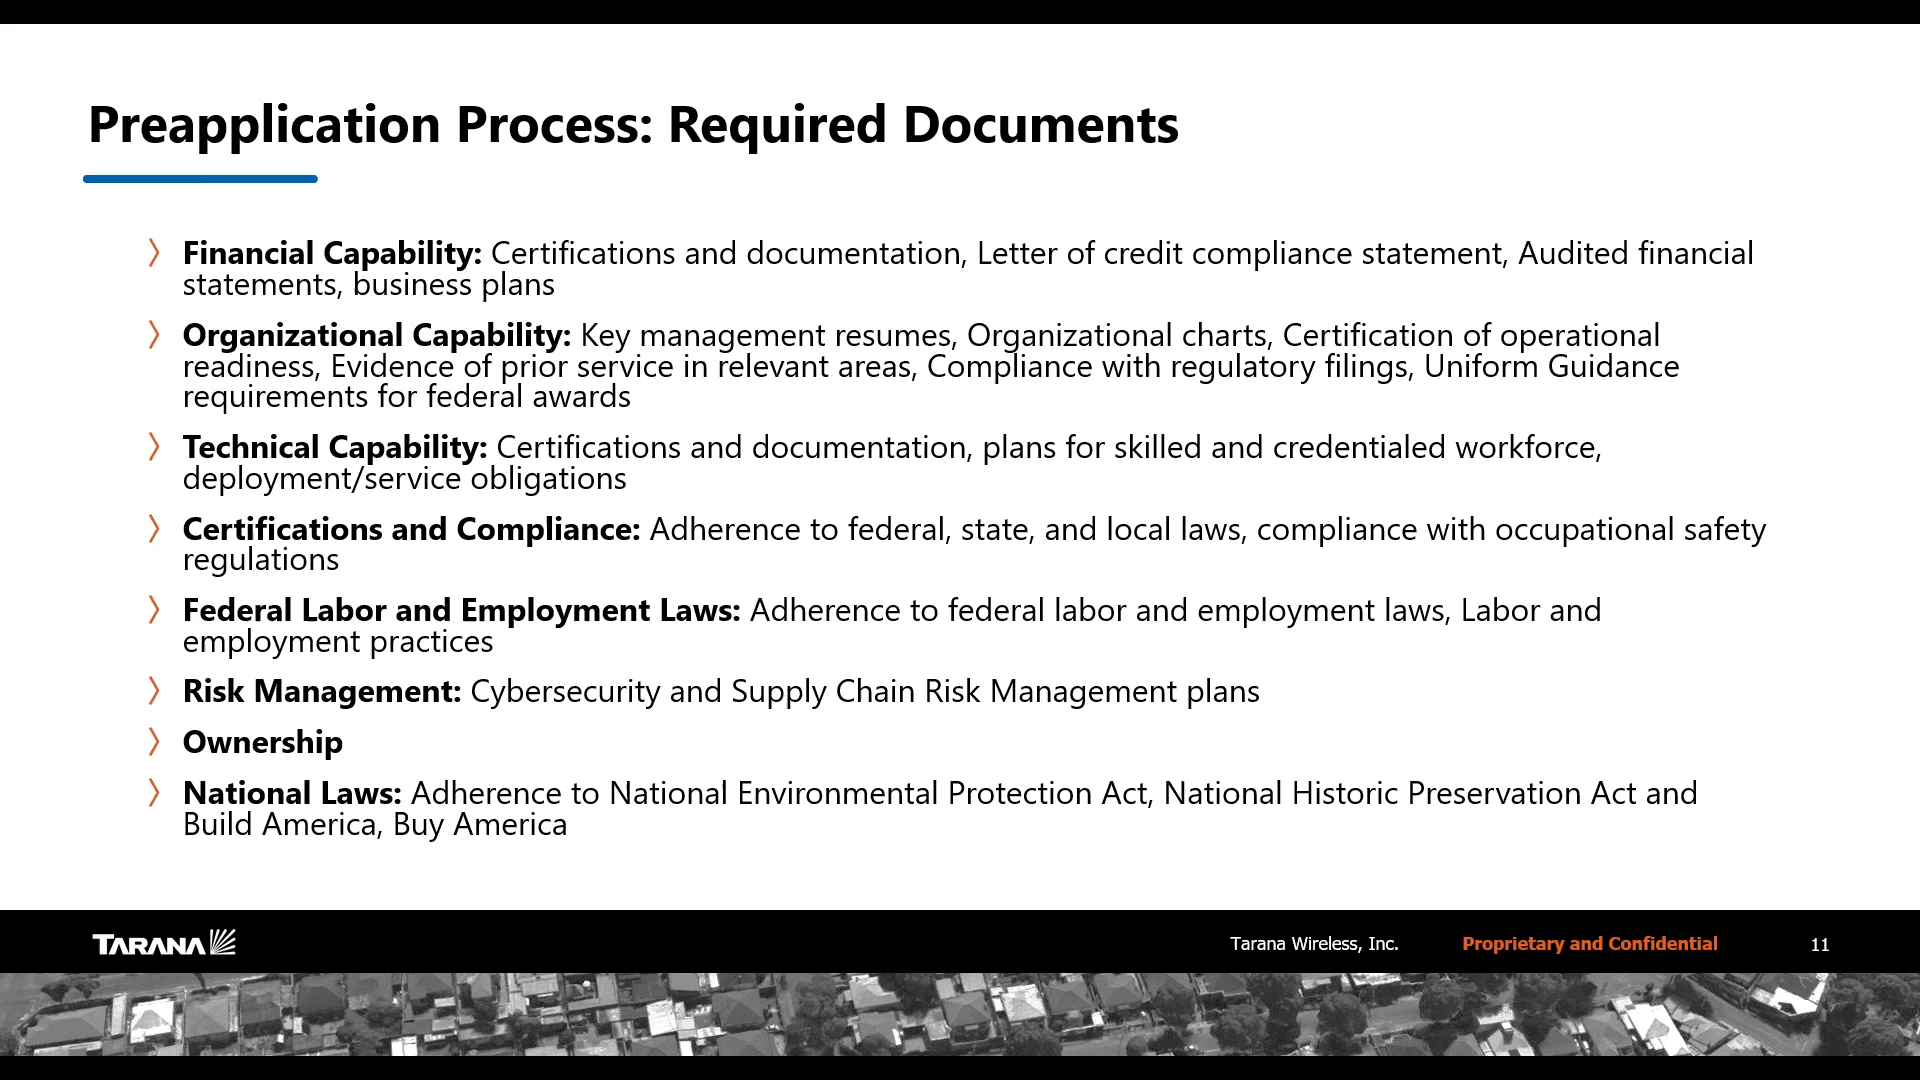 Preapplication Process: Required Documents
Financial Capability: Certifications and documentation, Letter of credit compliance statement, Audited financial
statements, business plans
Organizational Capability: Key management resumes, Organizational charts, Certification of operational
readiness, Evidence of prior service in relevant areas, Compliance with regulatory filings, Uniform Guidance
requirements for federal awards
Technical Capability: Certifications and documentation, plans for skilled and credentialed workforce,
deployment/service obligations
Certifications and Compliance: Adherence to federal, state, and local laws, compliance with occupational safety
regulations
Federal Labor and Employment Laws: Adherence to federal labor and employment laws, Labor and
employment practices
Risk Management: Cybersecurity and Supply Chain Risk Management plans
Ownership
National Laws: Adherence to National Environmental Protection Act, National Historic Preservation Act and
Build America, Buy America
TARANA
Tarana Wireless, Inc.
Proprietary and Confidential
11